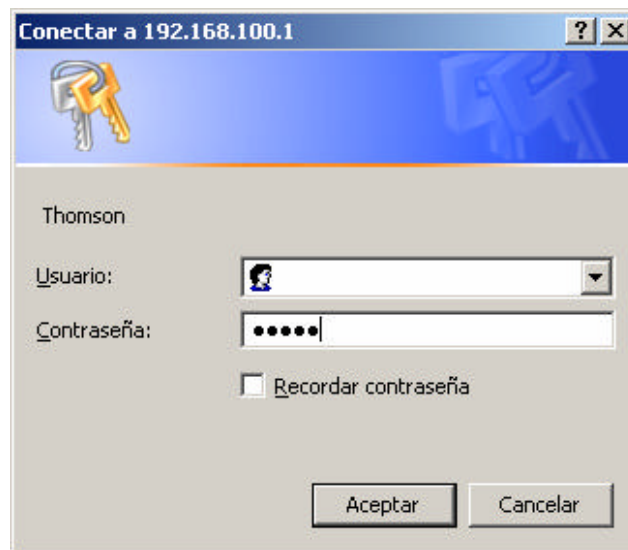 Conectar a 192.168.100.1
Thomson
Usuario:
Contraseña: •••••
Recordar contraseña
Aceptar Cancelar